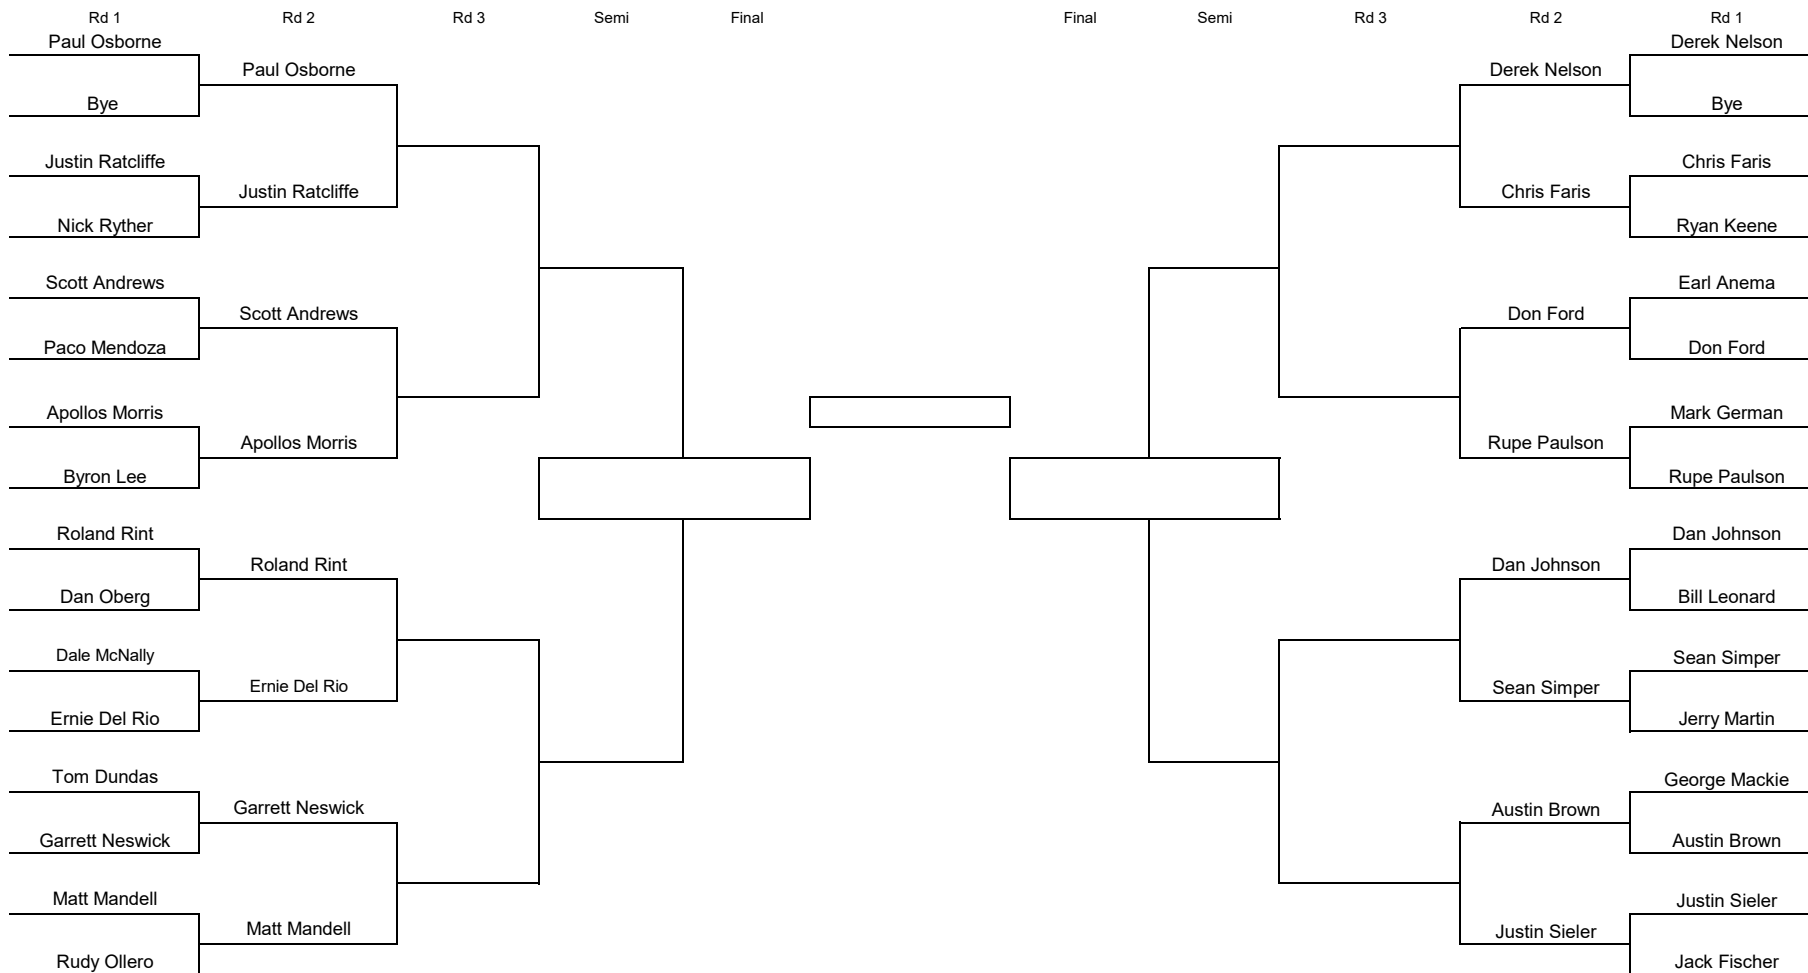 Rd 1 Rd 2 Rd 3 Semi Final Final Semi Rd 3 Rd 2 Rd 1
Paul Osborne Derek Nelson
Paul Osborne Derek Nelson
Bye Bye
Justin Ratcliffe Chris Faris
Justin Ratcliffe Chris Faris
Nick Ryther Ryan Keene
Scott Andrews Earl Anema
Scott Andrews Don Ford
Paco Mendoza Don Ford
Apollos Morris Mark German
Apollos Morris Rupe Paulson
Byron Lee Rupe Paulson
Roland Rint Dan Johnson
Roland Rint Dan Johnson
Dan Oberg Bill Leonard
Dale McNally Sean Simper
Ernie Del Rio Sean Simper
Ernie Del Rio Jerry Martin
Tom Dundas George Mackie
Garrett Neswick Austin Brown
Garrett Neswick Austin Brown
Matt Mandell Justin Sieler
Matt Mandell Justin Sieler
Rudy Ollero Jack Fischer